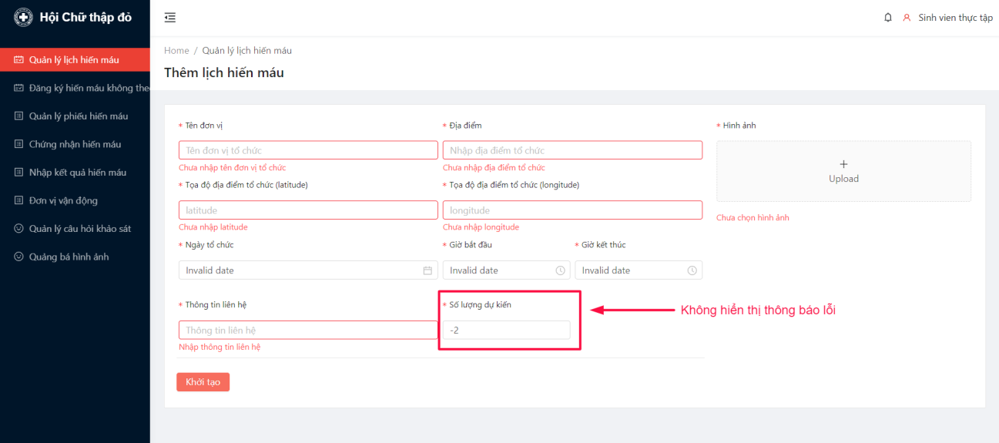 Hội Chữ thập đỏ
Sinh vien thực tập
Quản lý lịch hiến máu
Đăng ký hiến máu không the
Quản lý phiếu hiến máu
Chứng nhận hiến máu
Nhập kết quả hiến máu
Đơn vị vận động
Quản lý câu hỏi khảo sát
Quảng bá hình ảnh
Home / Quản lý lịch hiến máu
Thêm lịch hiến máu
* Tên đơn vị
Tên đơn vị tổ chức
Chưa nhập tên đơn vị tổ chức
* Địa điểm
Nhập địa điểm tổ chức
Chưa nhập địa điểm tổ chức
* Hình ảnh
+
Upload
Chưa chọn hình ảnh
* Tọa độ địa điểm tổ chức (latitude)
latitude
Chưa nhập latitude
* Tọa độ địa điểm tổ chức (longitude)
longitude
Chưa nhập longitude
* Ngày tổ chức
Invalid date
* Giờ bắt đầu
Invalid date
* Giờ kết thúc
Invalid date
* Thông tin liên hệ
Thông tin liên hệ
Nhập thông tin liên hệ
* Số lượng dự kiến
-2
Không hiển thị thông báo lỗi
Khởi tạo